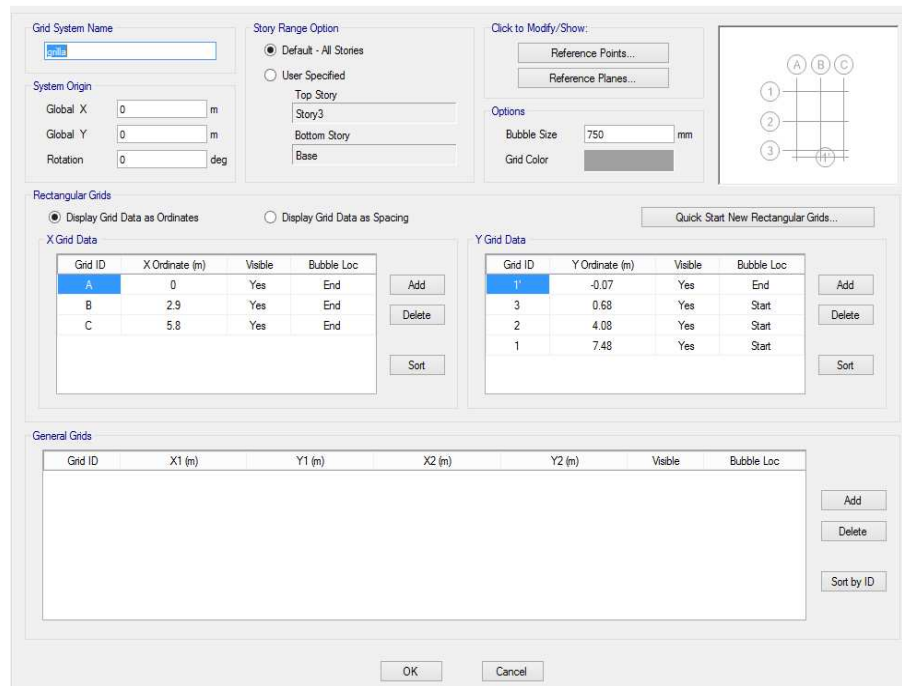 Grid System Name
grilla
System Origin
Global X 0 m
Global Y 0 m
Rotation 0 deg
Story Range Option
Default - All Stories
User Specified
Top Story
Story3
Bottom Story
Base
Click to Modify/Show:
Reference Points...
Reference Planes...
Options
Bubble Size 750 mm
Grid Color
A B C
1
2
3 1'
Rectangular Grids
Display Grid Data as Ordinates Display Grid Data as Spacing Quick Start New Rectangular Grids...
X Grid Data
Grid ID X Ordinate (m) Visible Bubble Loc
A 0 Yes End
B 2.9 Yes End
C 5.8 Yes End
Add
Delete
Sort
Y Grid Data
Grid ID Y Ordinate (m) Visible Bubble Loc
1' -0.07 Yes End
3 0.68 Yes Start
2 4.08 Yes Start
1 7.48 Yes Start
Add
Delete
Sort
General Grids
Grid ID X1 (m) Y1 (m) X2 (m) Y2 (m) Visible Bubble Loc
Add
Delete
Sort by ID
OK Cancel